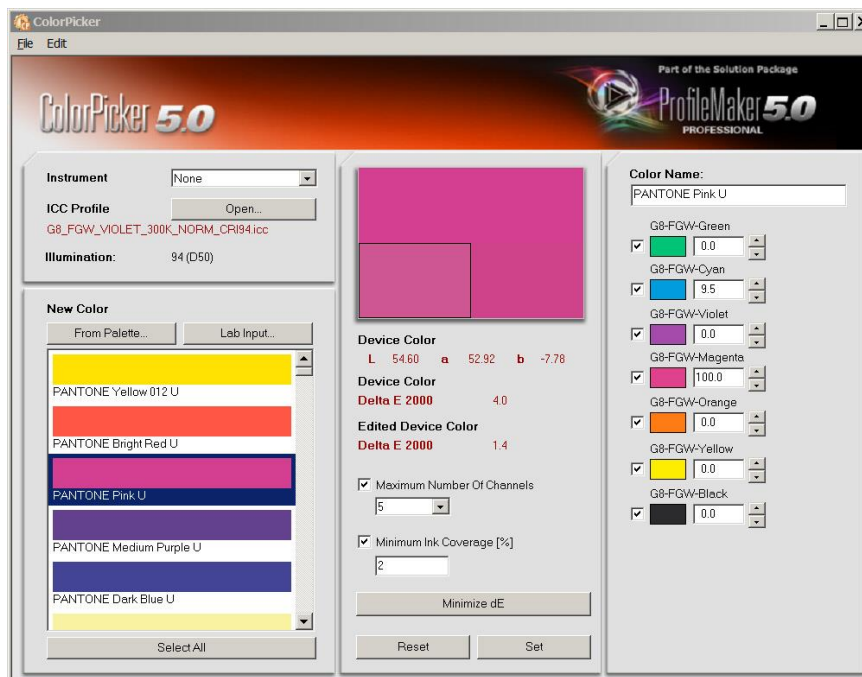 ColorPicker
File Edit
ColorPicker 5.0
Part of the Solution Package
ProfileMaker 5.0
PROFESSIONAL
Instrument None
ICC Profile Open...
G8_FGW_VIOLET_300K_NORM_CRI94.icc
Illumination: 94 (D50)
New Color
From Palette... Lab Input...
PANTONE Yellow 012 U
PANTONE Bright Red U
PANTONE Pink U
PANTONE Medium Purple U
PANTONE Dark Blue U
Select All
Device Color
L 54.60 a 52.92 b -7.78
Device Color
Delta E 2000 4.0
Edited Device Color
Delta E 2000 1.4
Maximum Number Of Channels
5
Minimum Ink Coverage [%]
2
Minimize dE
Reset Set
Color Name:
PANTONE Pink U
G8-FGW-Green
0.0
G8-FGW-Cyan
9.5
G8-FGW-Violet
0.0
G8-FGW-Magenta
100.0
G8-FGW-Orange
0.0
G8-FGW-Yellow
0.0
G8-FGW-Black
0.0